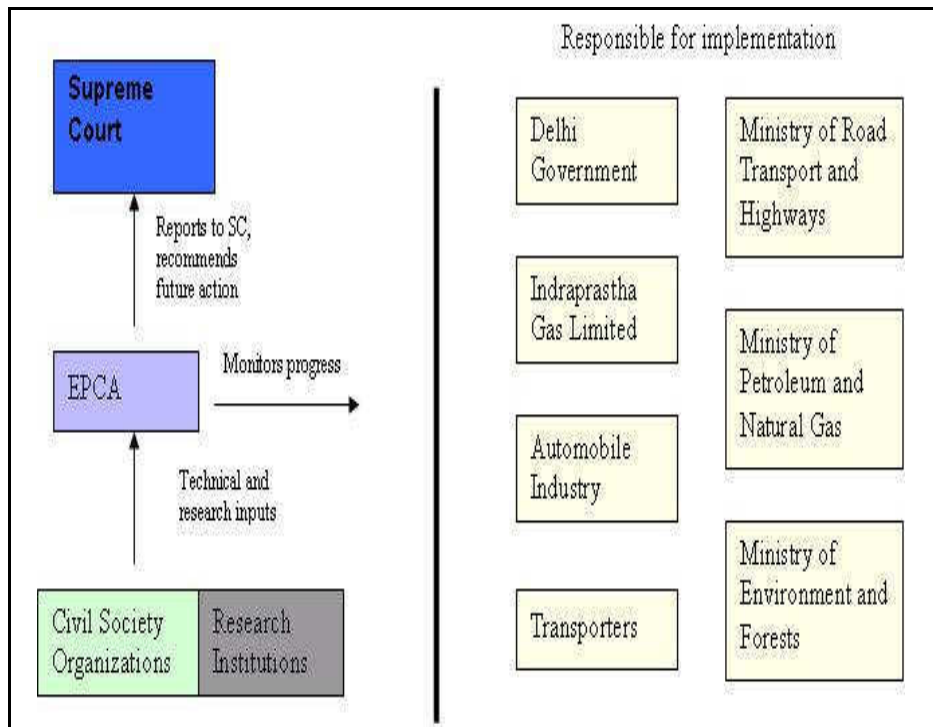 Supreme
Court
Reports to SC,
recommends
future action
EPCA
Monitors progress
Technical and
research inputs
Civil Society
Organizations
Research
Institutions
Responsible for implementation
Delhi
Government
Indraprastha
Gas Limited
Automobile
Industry
Transporters
Ministry of Road
Transport and
Highways
Ministry of
Petroleum and
Natural Gas
Ministry of
Environment and
Forests